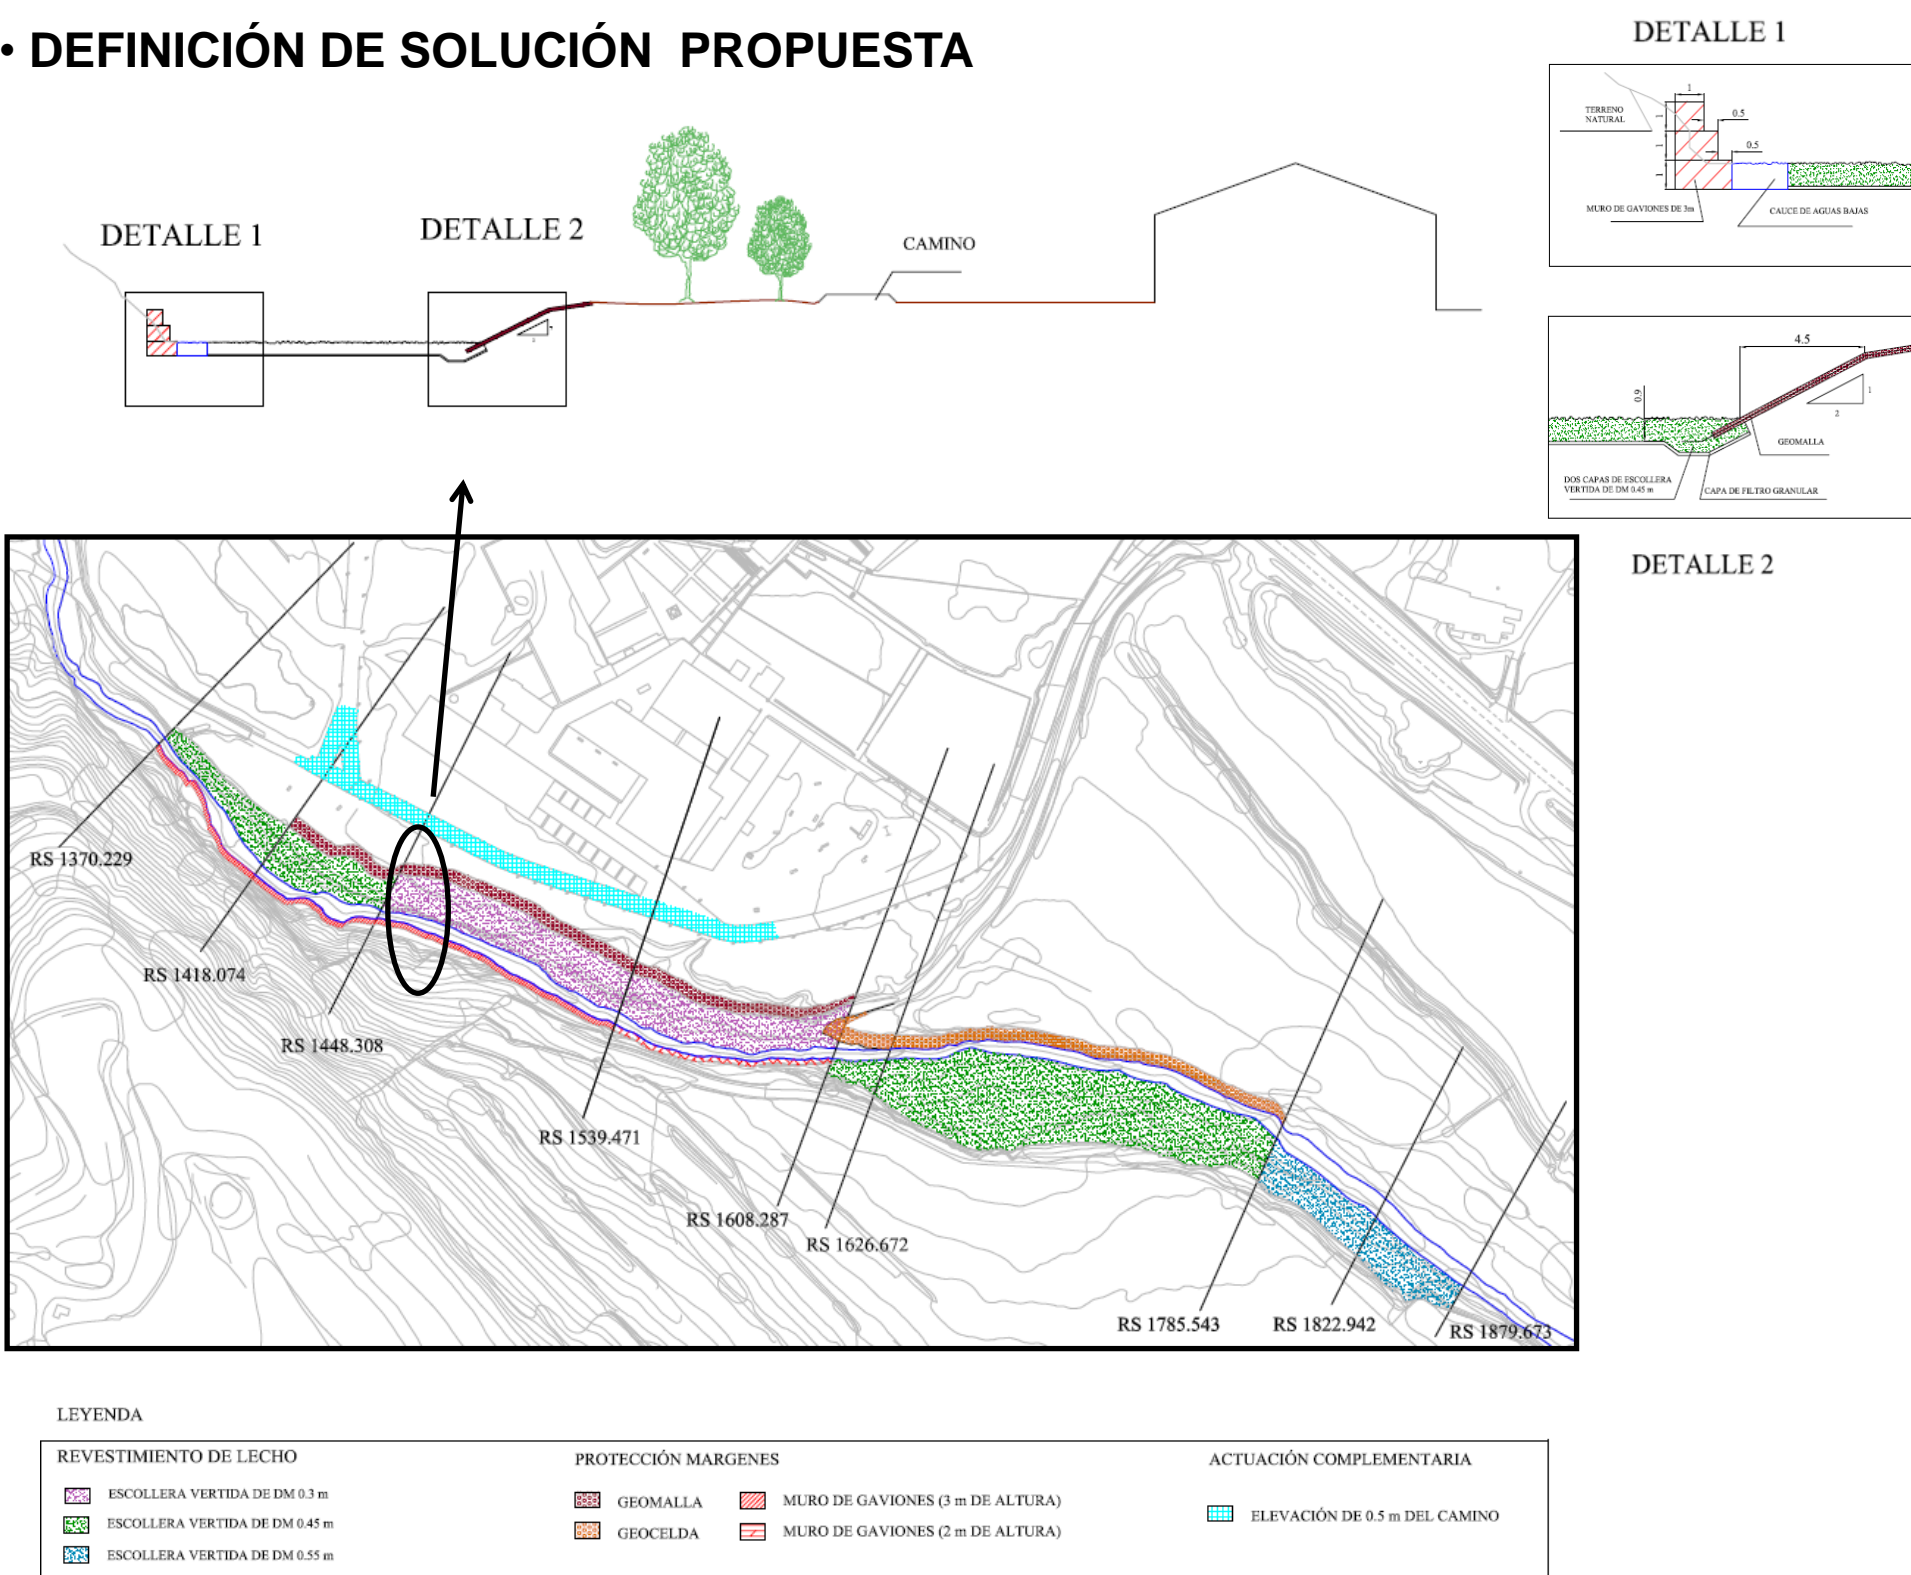 • DEFINICIÓN DE SOLUCIÓN PROPUESTA
DETALLE 1
TERRENO
NATURAL
1
0.5
0.5
1
1
1
MURO DE GAVIONES DE 3m
CAUCE DE AGUAS BAJAS
DETALLE 1
DETALLE 2
CAMINO
4.5
0.9
1
2
GEOMALLA
DOS CAPAS DE ESCOLLERA
VERTIDA DE DM 0.45 m
CAPA DE FILTRO GRANULAR
DETALLE 2
RS 1370.229
RS 1418.074
RS 1448.308
RS 1539.471
RS 1608.287
RS 1626.672
RS 1785.543
RS 1822.942
RS 1879.673
LEYENDA
REVESTIMIENTO DE LECHO
ESCOLLERA VERTIDA DE DM 0.3 m
ESCOLLERA VERTIDA DE DM 0.45 m
ESCOLLERA VERTIDA DE DM 0.55 m
PROTECCIÓN MARGENES
GEOMALLA
GEOCELDA
MURO DE GAVIONES (3 m DE ALTURA)
MURO DE GAVIONES (2 m DE ALTURA)
ACTUACIÓN COMPLEMENTARIA
ELEVACIÓN DE 0.5 m DEL CAMINO